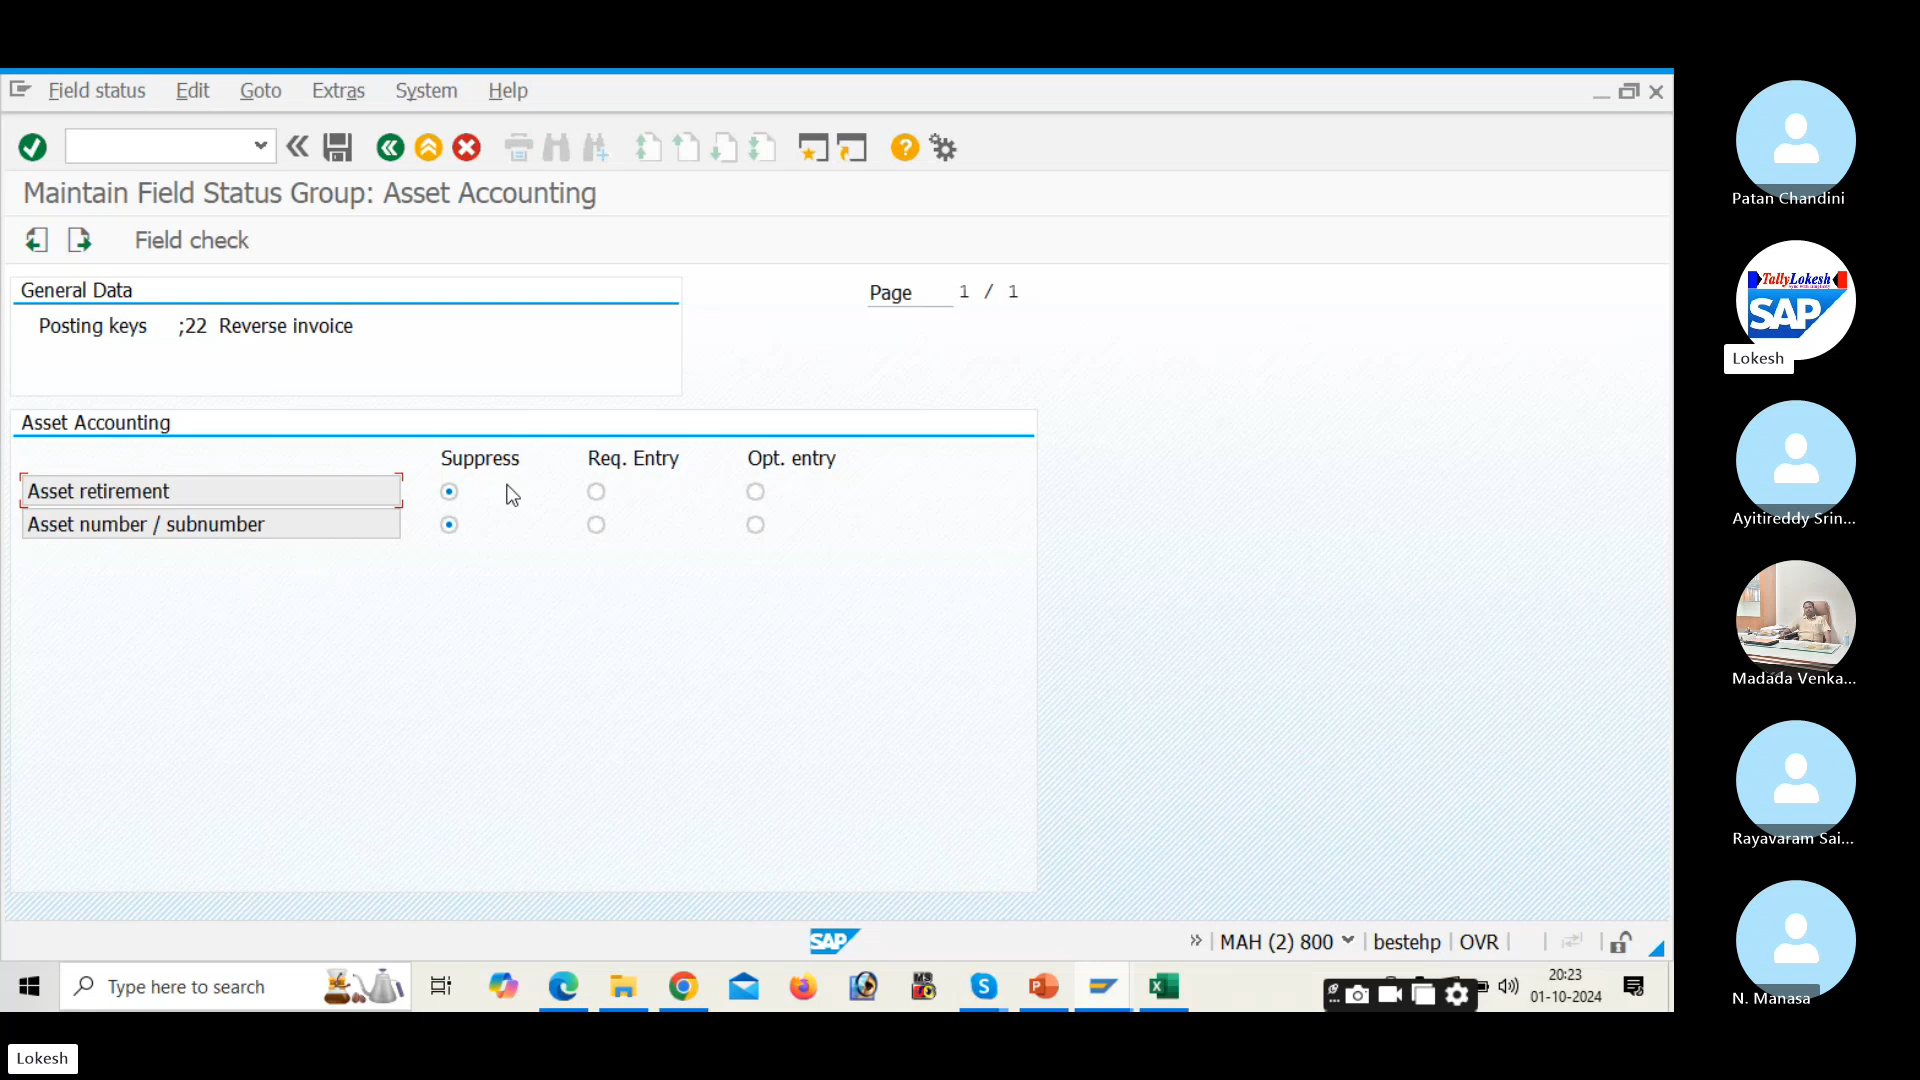 Field status Edit Goto Extras System Help
Maintain Field Status Group: Asset Accounting
Field check
General Data
Page 1 / 1
Posting keys ;22 Reverse invoice
Asset Accounting
Suppress Req. Entry Opt. entry
Asset retirement
Asset number / subnumber
SAP
MAH (2) 800 bestehp OVR
Type here to search
20:23
01-10-2024
Patan Chandini
TallyLokesh
SAP
Lokesh
Ayitireddy Srin...
Madada Venka...
Rayavaram Sai...
N. Manasa
Lokesh